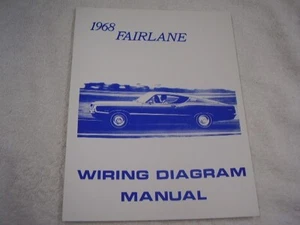 1968
FAIRLANE
WIRING DIAGRAM
MANUAL